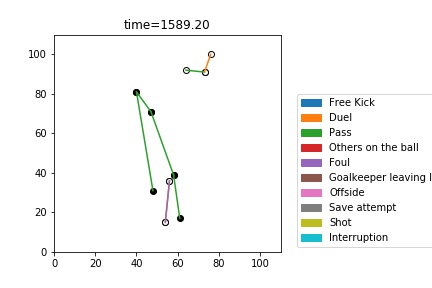 time=1589.20
100
80
60
40
20
0
0 20 40 60 80 100
Free Kick
Duel
Pass
Others on the ball
Foul
Goalkeeper leaving l
Offside
Save attempt
Shot
Interruption